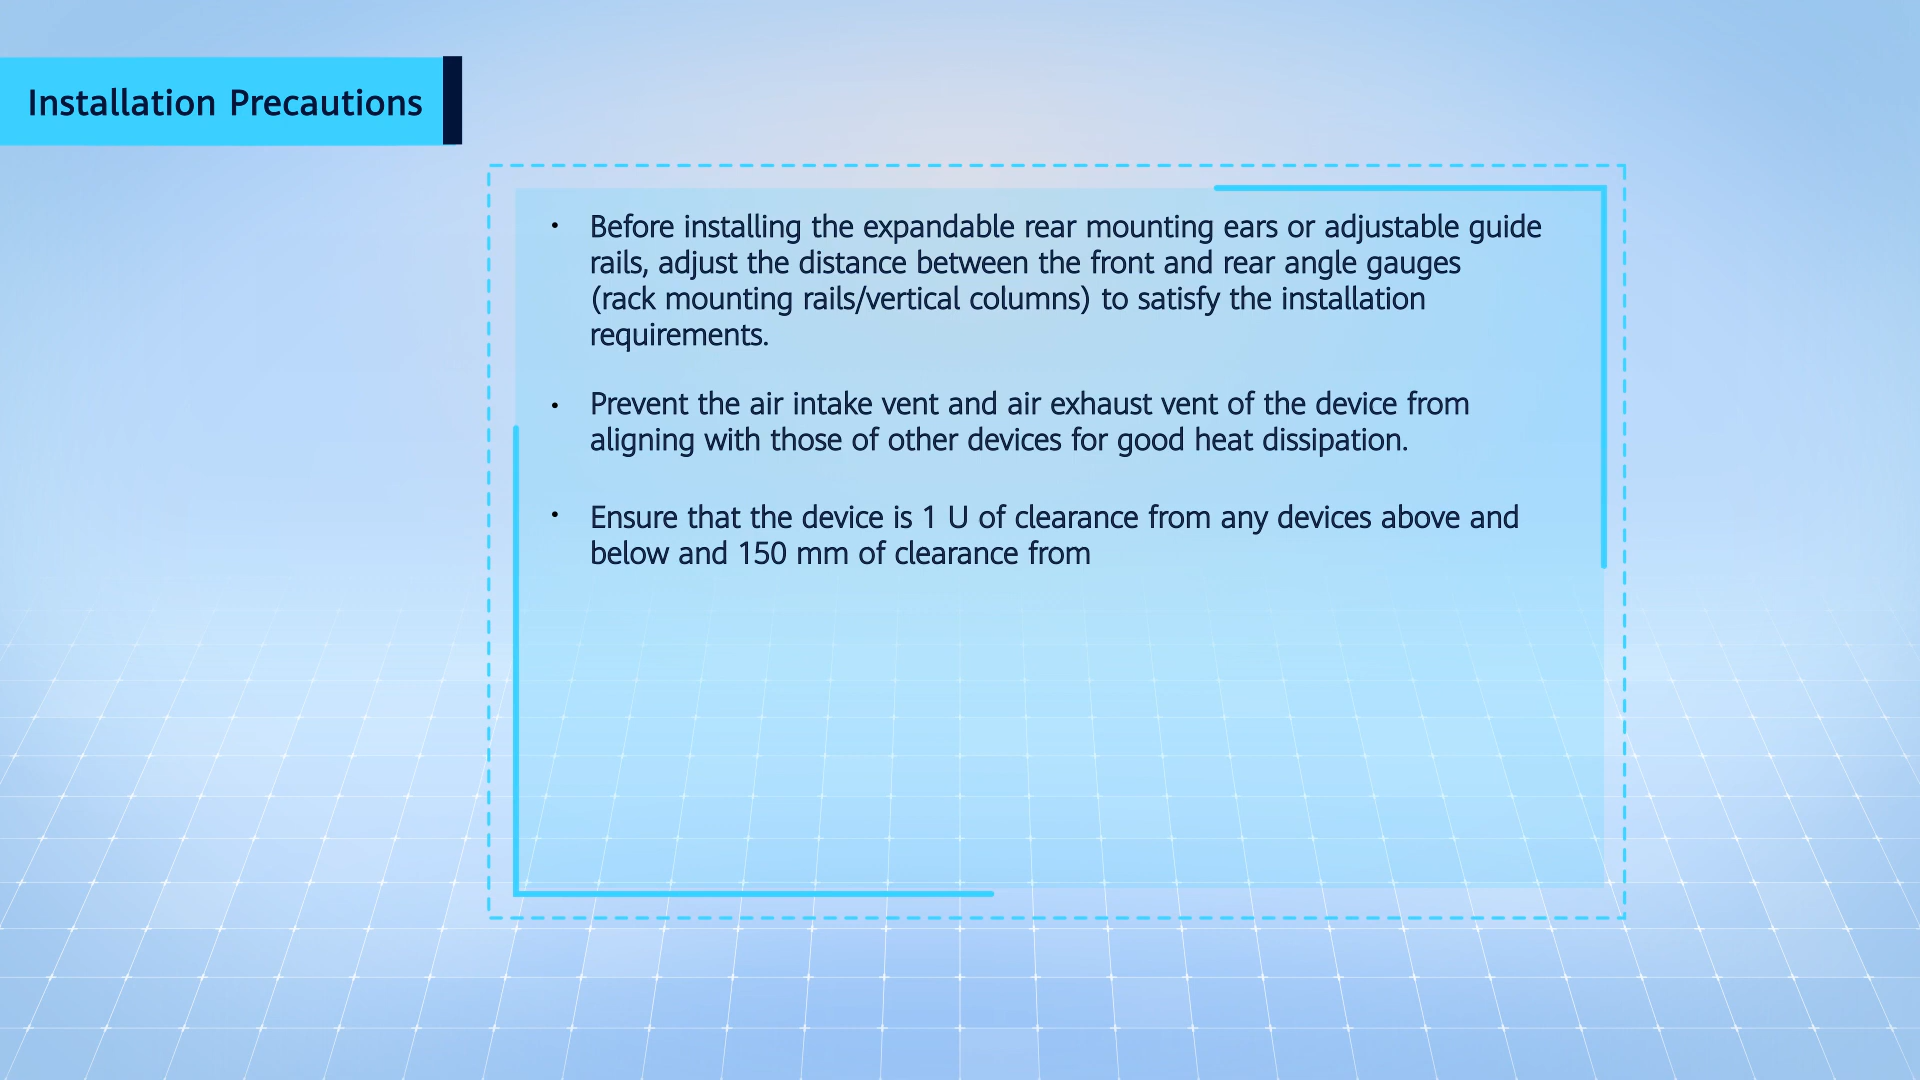 Installation Precautions
• Before installing the expandable rear mounting ears or adjustable guide
rails, adjust the distance between the front and rear angle gauges
(rack mounting rails/vertical columns) to satisfy the installation
requirements.
• Prevent the air intake vent and air exhaust vent of the device from
aligning with those of other devices for good heat dissipation.
• Ensure that the device is 1 U of clearance from any devices above and
below and 150 mm of clearance from